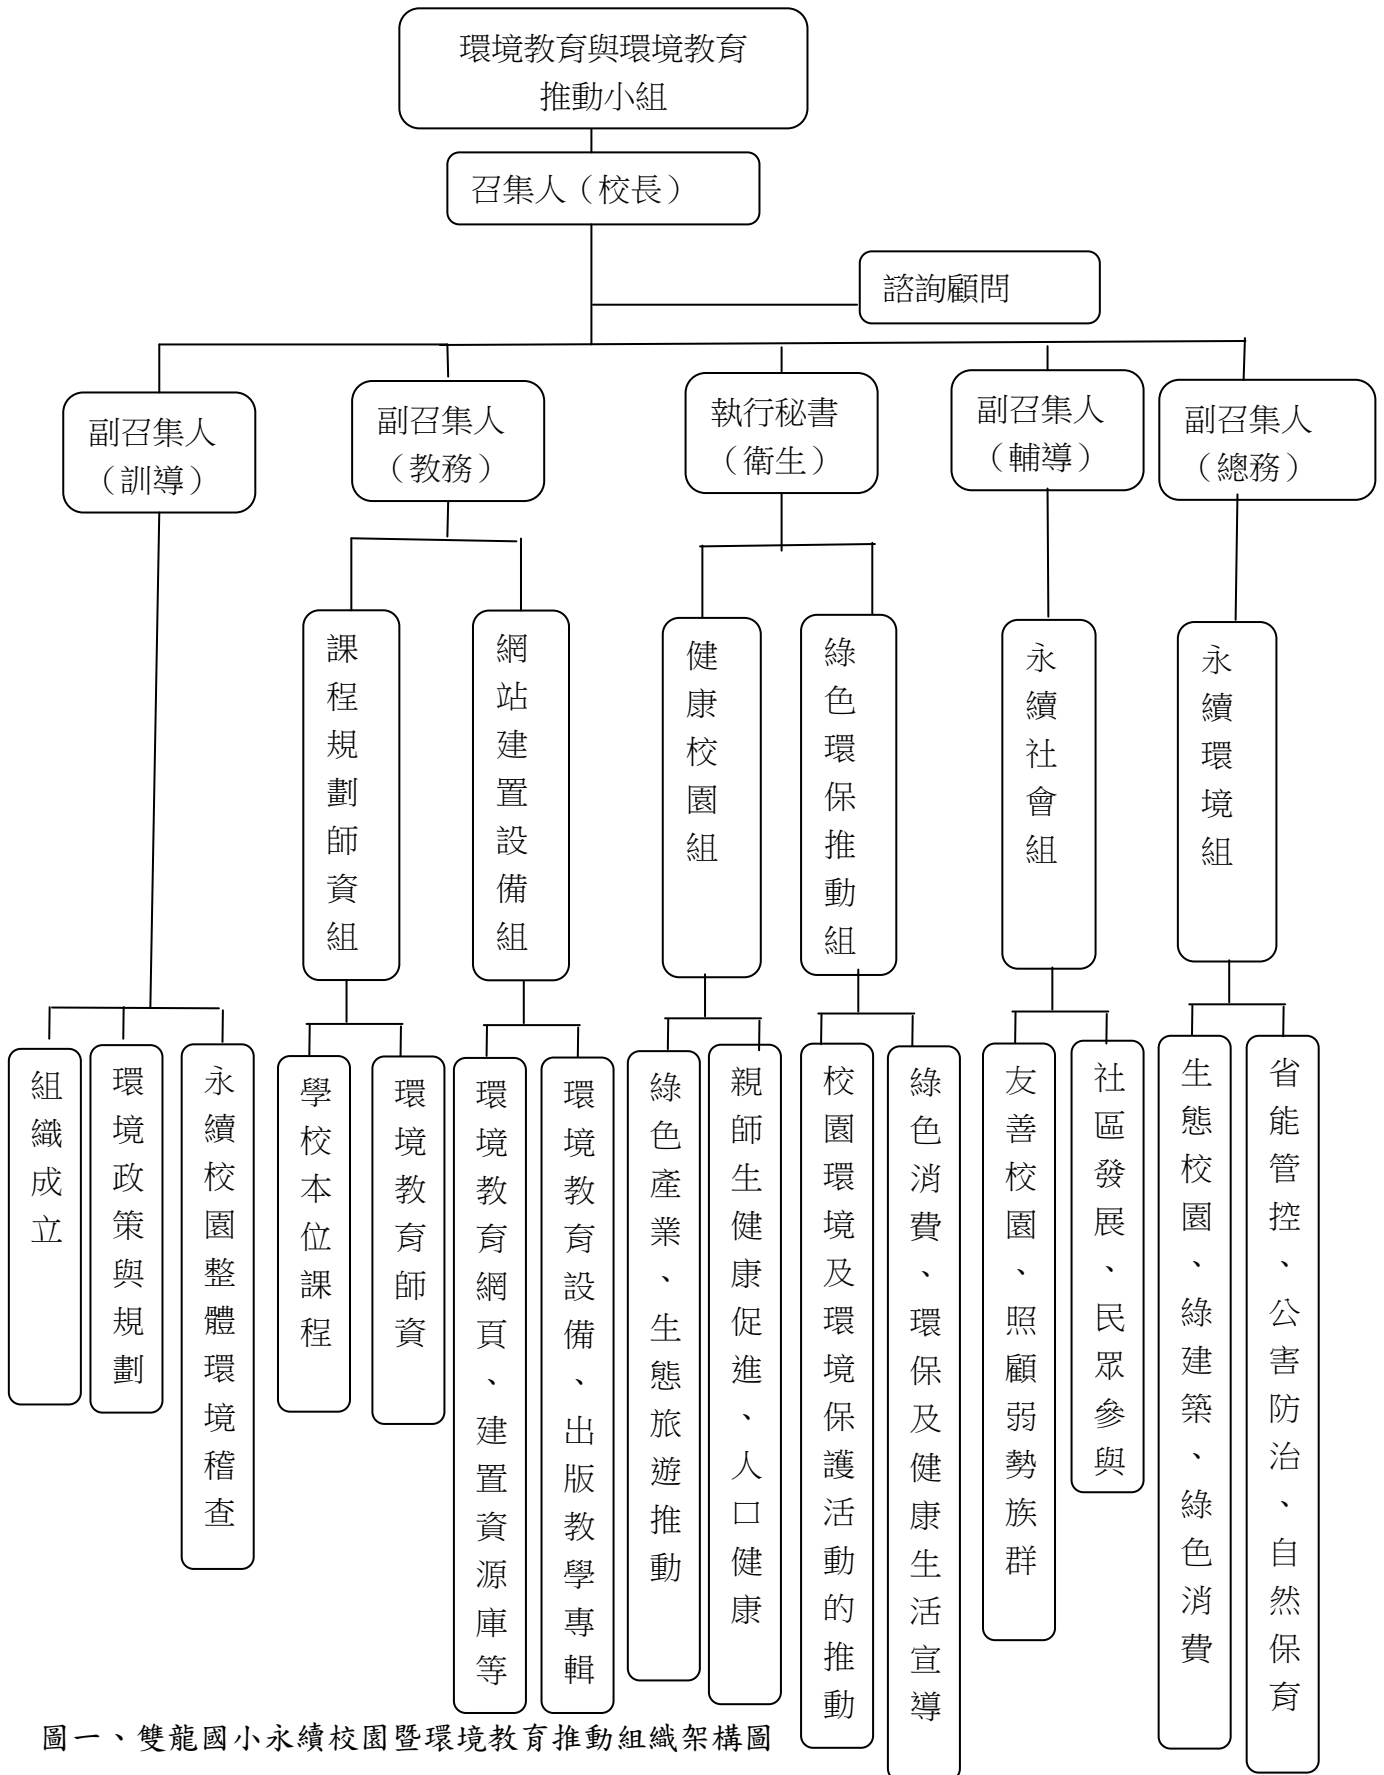 環境教育與環境教育
推動小組
召集人（校長）
諮詢顧問
副召集人
（訓導）
副召集人
（教務）
執行秘書
（衛生）
副召集人
（輔導）
副召集人
（總務）
課程規劃師資組
網站建置設備組
健康校園組
綠色環保推動組
永續社會組
永續環境組
組織成立
環境政策與規劃
永續校園整體環境稽查
學校本位課程
環境教育師資
環境教育網頁、建置資源庫等
環境教育設備、出版教學專輯
綠色產業、生態旅遊推動
親師生健康促進、人口健康
校園環境及環境保護活動的推動
綠色消費、環保及健康生活宣導
友善校園、照顧弱勢族群
社區發展、民眾參與
生態校園、綠建築、綠色消費
省能管控、公害防治、自然保育
圖一、雙龍國小永續校園暨環境教育推動組織架構圖